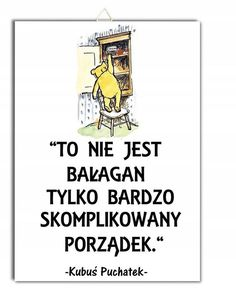 “TO NIE JEST
BAŁAGAN
TYLKO BARDZO
SKOMPLIKOWANY
PORZĄDEK.“
-Kubuś Puchatek-